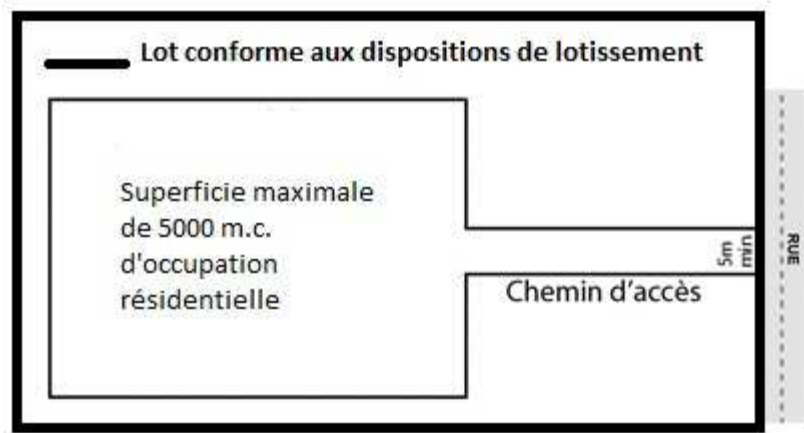 Lot conforme aux dispositions de lotissement
Superficie maximale
de 5000 m.c.
d'occupation
résidentielle
5m
min
Chemin d'accès
RUE